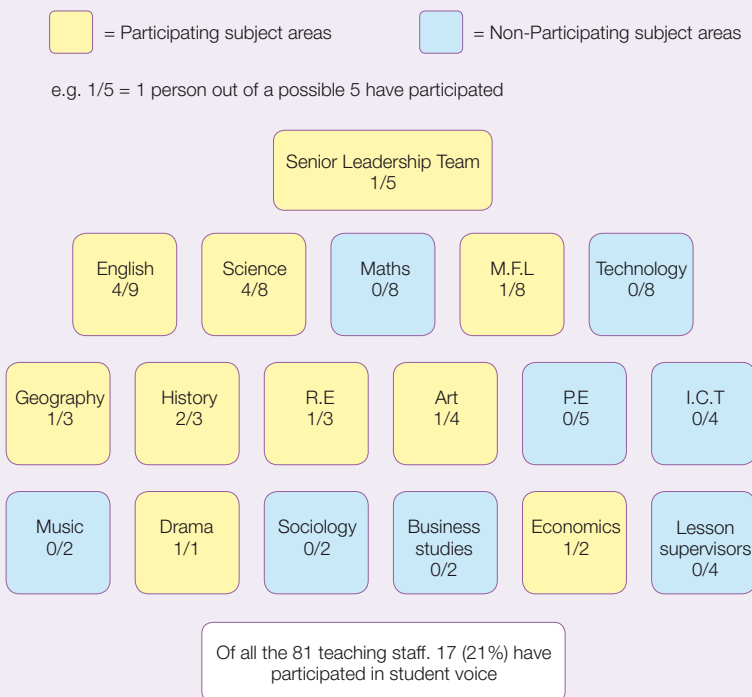 = Participating subject areas
= Non-Participating subject areas
e.g. 1/5 = 1 person out of a possible 5 have participated
Senior Leadership Team
1/5
English
4/9
Science
4/8
Maths
0/8
M.F.L
1/8
Technology
0/8
Geography
1/3
History
2/3
R.E
1/3
Art
1/4
P.E
0/5
I.C.T
0/4
Music
0/2
Drama
1/1
Sociology
0/2
Business
studies
0/2
Economics
1/2
Lesson
supervisors
0/4
Of all the 81 teaching staff. 17 (21%) have
participated in student voice